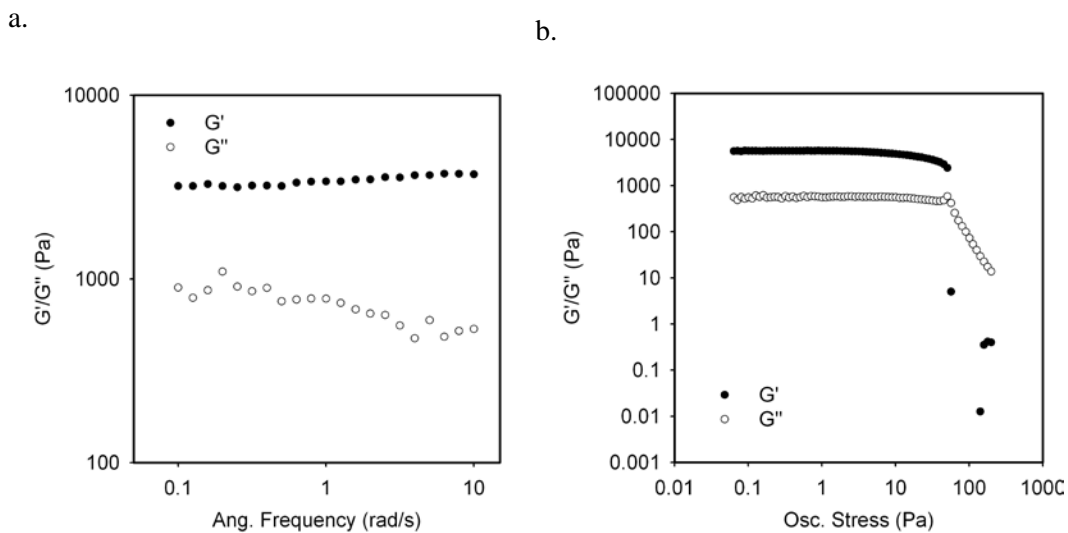 a.
b.
10000
G'
G"
1000
G'/G" (Pa)
100
0.1 1 10
Ang. Frequency (rad/s)
100000
10000
1000
100
10
1
0.1
0.01
0.001
G'/G" (Pa)
G'
G"
0.01 0.1 1 10 100 1000
Osc. Stress (Pa)